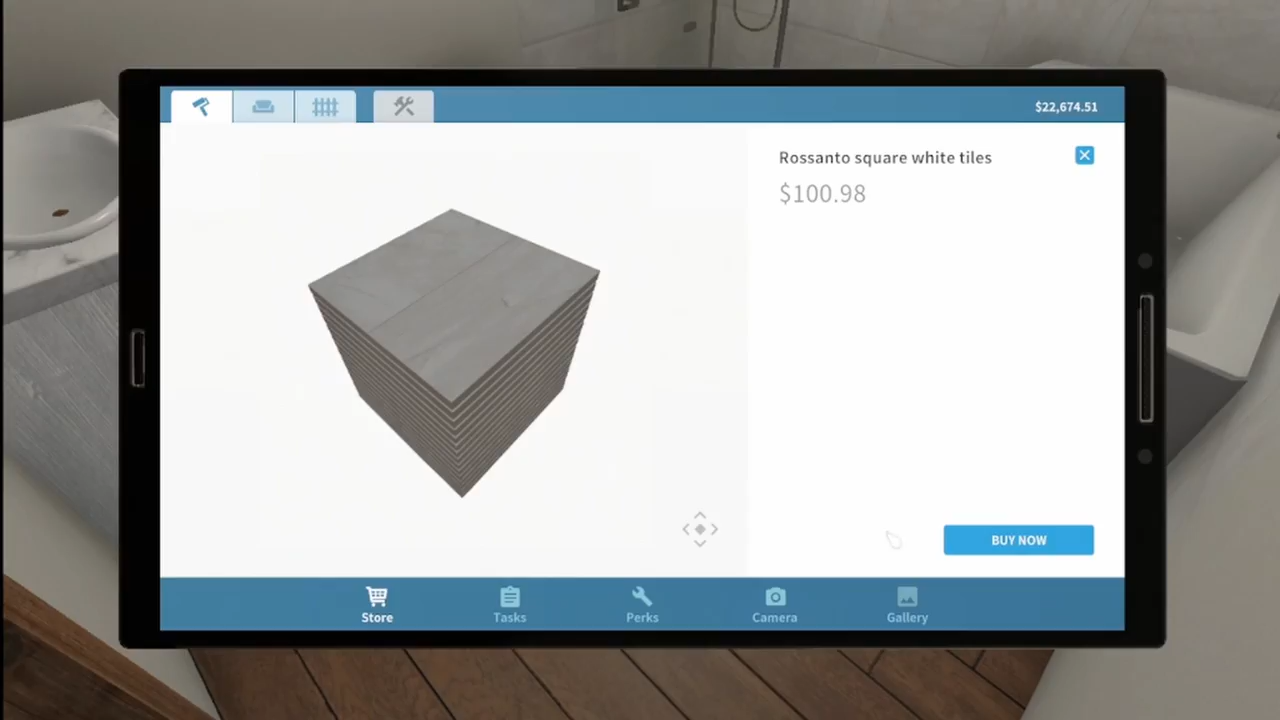 $22,674.51
Rossanto square white tiles
$100.98
BUY NOW
Store
Tasks
Perks
Camera
Gallery